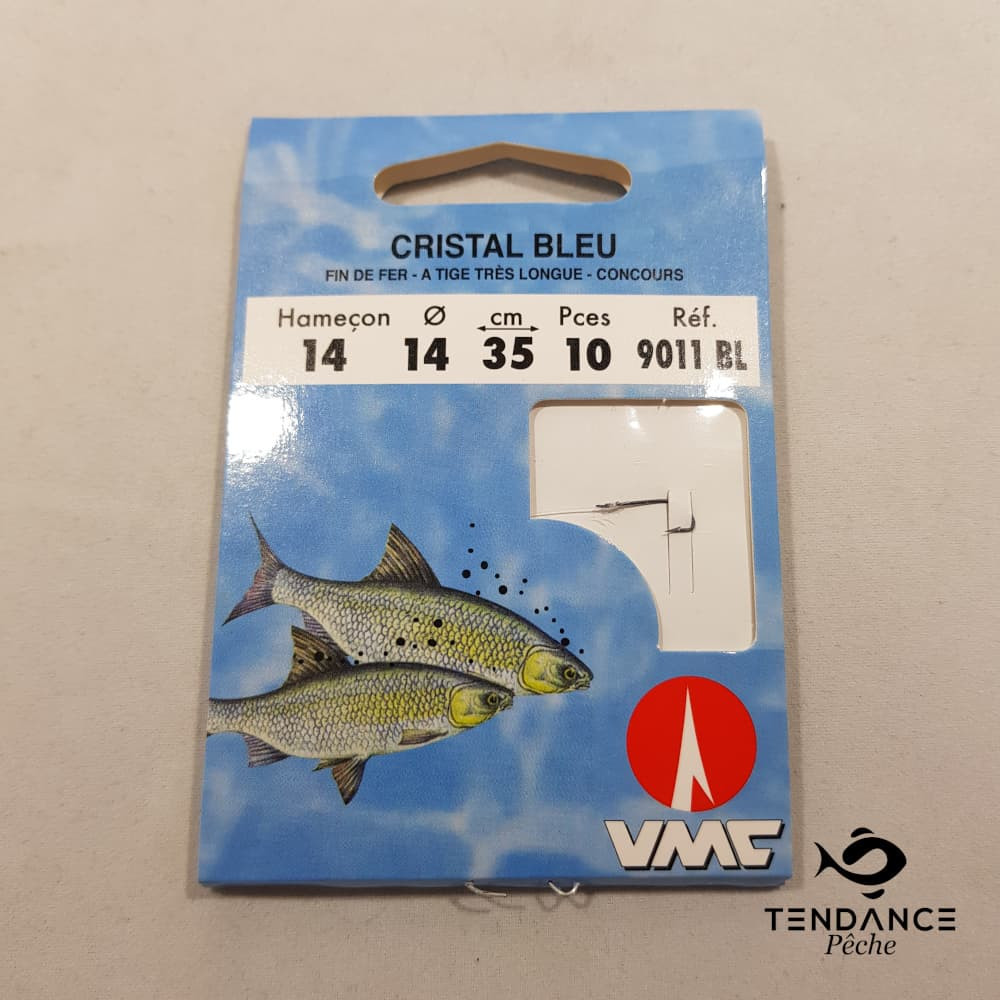 CRISTAL BLEU
FIN DE FER - A TIGE TRÈS LONGUE - CONCOURS
Hameçon Ø cm Pces Réf.
14 14 35 10 9011 BL
VMC
TENDANCE
Pêche